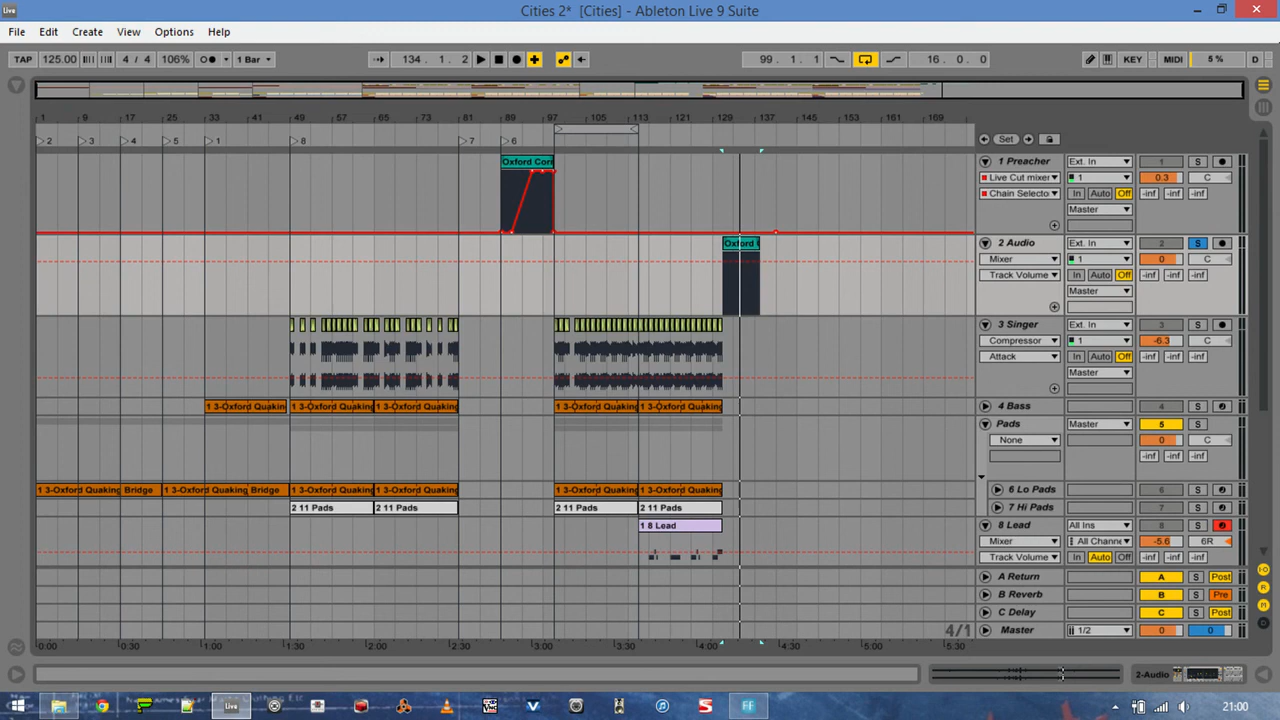 Live Cities 2* [Cities] - Ableton Live 9 Suite
File Edit Create View Options Help
TAP 125.00 4 / 4 106% 1 Bar 134. 1. 2 99. 1. 1 16. 0. 0 KEY MIDI 5 % D
1 9 17 25 33 41 49 57 65 73 81 89 97 105 113 121 129 137 145 153 161 169
2 3 4 5 1 8 7 6 Set
Oxford Cor 1 Preacher Ext. In 1 S
Live Cut mixer 1 0.3 C
Chain Selecto In Auto Off -inf -inf
Master
Oxford 2 Audio Ext. In 2 S
Mixer 1 0 C
Track Volume In Auto Off -inf -inf
Master
3 Singer Ext. In 3 S
Compressor 1 -6.3 C
Attack In Auto Off -inf -inf
Master
1 3-Oxford Quaking 1 3-Oxford Quaking 1 3-Oxford Quaking 1 3-Oxford Quaking 1 3-Oxford Quaking 4 Bass 4 S
Pads Master 5 S
None 0 C
-inf -inf -inf
1 3-Oxford Quaking Bridge 1 3-Oxford Quaking Bridge 1 3-Oxford Quaking 1 3-Oxford Quaking 1 3-Oxford Quaking 1 3-Oxford Quaking 6 Lo Pads 6 S
2 11 Pads 2 11 Pads 2 11 Pads 2 11 Pads 7 Hi Pads 7 S
1 8 Lead 8 Lead All Ins 8 S
Mixer All Channe -5.6 6R
Track Volume In Auto Off -inf -inf
A Return A S Post
B Reverb B S Pre
C Delay C S Post
4/1 Master 1/2 0 0
0:00 0:30 1:00 1:30 2:00 2:30 3:00 3:30 4:00 4:30 5:00 5:30
2-Audio
Live 21:00